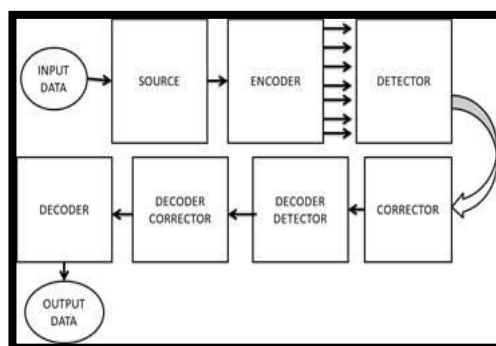 INPUT
DATA
SOURCE
ENCODER
DETECTOR
DECODER
DECODER
CORRECTOR
DECODER
DETECTOR
CORRECTOR
OUTPUT
DATA